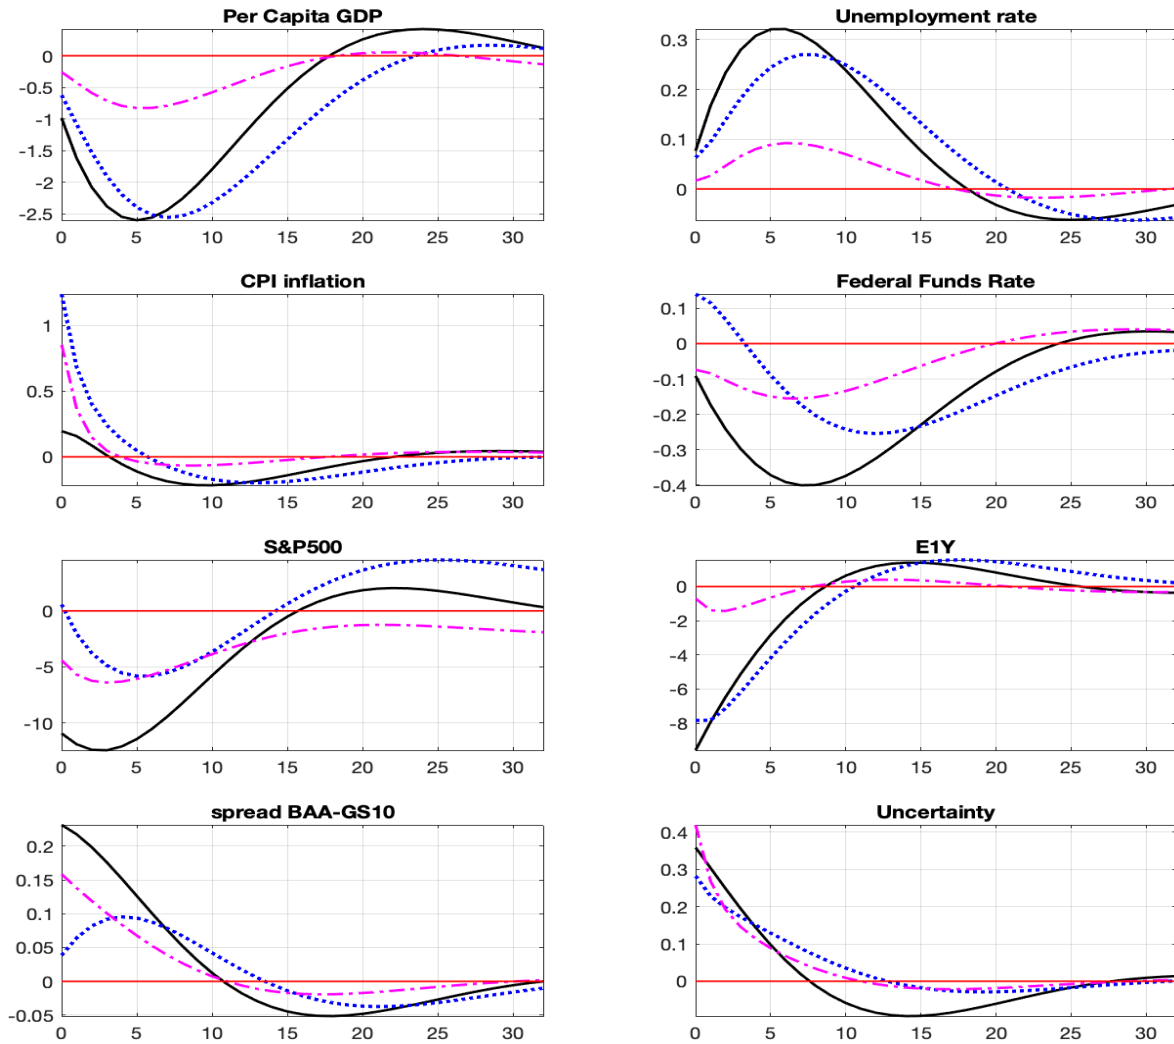 Per Capita GDP
0
-0.5
-1
-1.5
-2
-2.5
0 5 10 15 20 25 30
Unemployment rate
0.3
0.2
0.1
0
0 5 10 15 20 25 30
CPI inflation
1
0.5
0
0 5 10 15 20 25 30
Federal Funds Rate
0.1
0
-0.1
-0.2
-0.3
-0.4
0 5 10 15 20 25 30
S&P500
0
-5
-10
0 5 10 15 20 25 30
E1Y
0
-2
-4
-6
-8
0 5 10 15 20 25 30
spread BAA-GS10
0.2
0.15
0.1
0.05
0
-0.05
0 5 10 15 20 25 30
Uncertainty
0.4
0.3
0.2
0.1
0
0 5 10 15 20 25 30